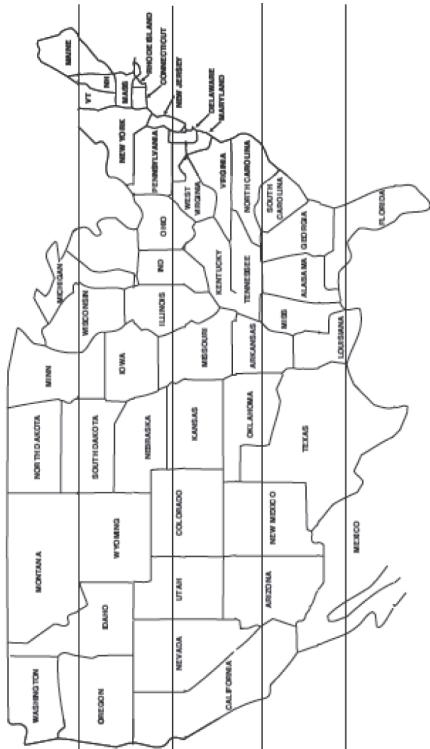 WASHINGTON
OREGON
CALIFORNIA
NEVADA
IDAHO
MONTANA
WYOMING
UTAH
ARIZONA
COLORADO
NEW MEXICO
NORTH DAKOTA
SOUTH DAKOTA
NEBRASKA
KANSAS
OKLAHOMA
TEXAS
MEXICO
MINN
IOWA
MISSOURI
ARKANSAS
LOUISIANA
WISCONSIN
ILLINOIS
MICHIGAN
IND
OHIO
KENTUCKY
TENNESSEE
MISS
ALABAMA
GEORGIA
FLORIDA
SOUTH
CAROLINA
NORTH CAROLINA
VIRGINIA
WEST
VIRGINIA
PENNSYLVANIA
NEW YORK
VT
NH
MAINE
MASS
RHODE ISLAND
CONNECTICUT
NEW JERSEY
DELAWARE
MARYLAND